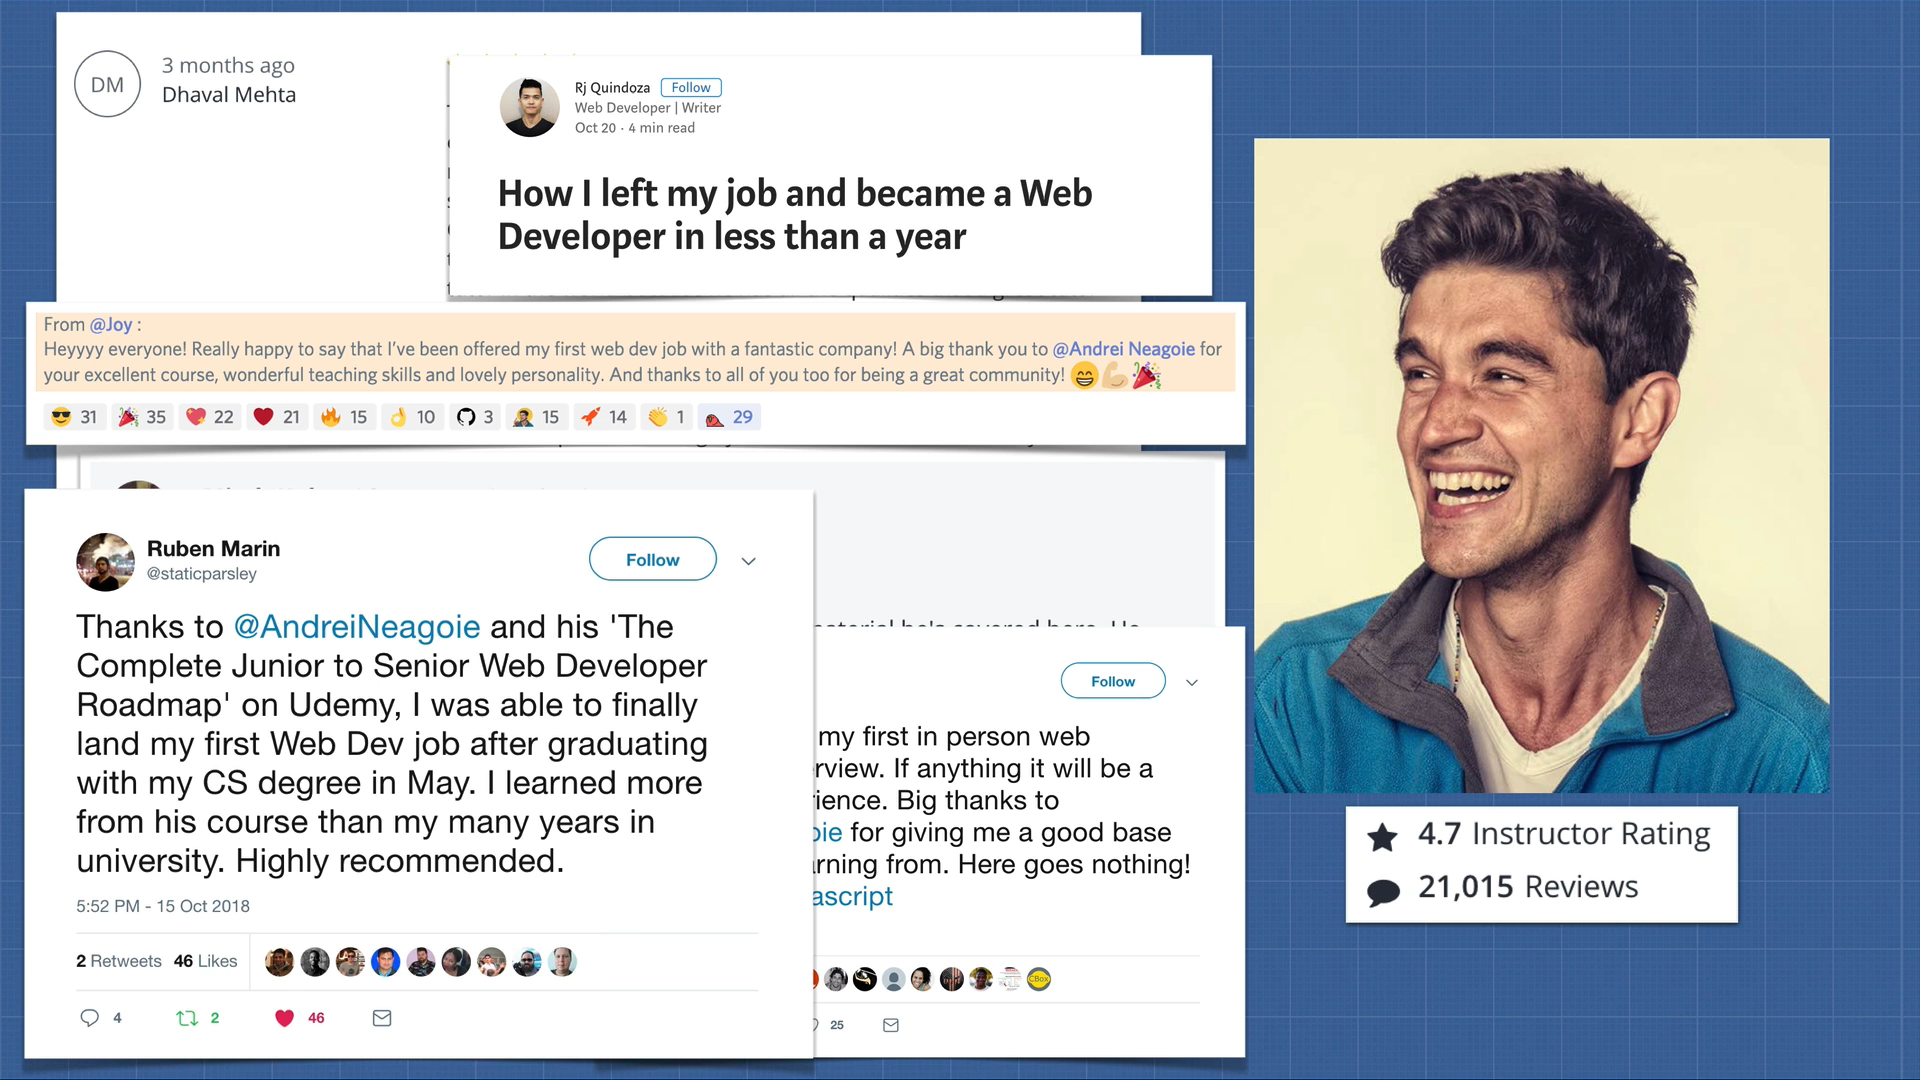 DM
3 months ago
Dhaval Mehta
Rj Quindoza Follow
Web Developer | Writer
Oct 20 · 4 min read
How I left my job and became a Web
Developer in less than a year
From @Joy :
Heyyyy everyone! Really happy to say that I've been offered my first web dev job with a fantastic company! A big thank you to @Andrei Neagoie for
your excellent course, wonderful teaching skills and lovely personality. And thanks to all of you too for being a great community! 😄💪🎉
31 35 22 21 15 10 3 15 14 1 29
Ruben Marin
@staticparsley
Follow
Thanks to @AndreiNeagoie and his 'The
Complete Junior to Senior Web Developer
Roadmap' on Udemy, I was able to finally
land my first Web Dev job after graduating
with my CS degree in May. I learned more
from his course than my many years in
university. Highly recommended.
5:52 PM - 15 Oct 2018
2 Retweets 46 Likes
4 2 46
he's covered here. He
Follow
my first in person web
rview. If anything it will be a
rience. Big thanks to
oie for giving me a good base
arning from. Here goes nothing!
ascript
CBox
25
4.7 Instructor Rating
21,015 Reviews